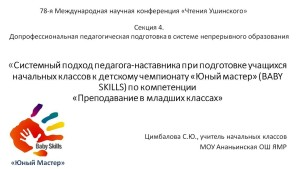 78-я Международная научная конференция «Чтения Ушинского»
Секция 4.
Допрофессиональная педагогическая подготовка в системе непрерывного образования
«Системный подход педагога-наставника при подготовке учащихся
начальных классов к детскому чемпионату «Юный мастер» (BABY
SKILLS) по компетенции
«Преподавание в младших классах»
Baby Skills
«Юный Мастер»
Цимбалова С.Ю., учитель начальных классов
МОУ Ананьинская ОШ ЯМР